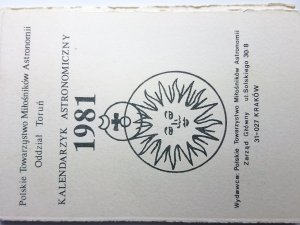 Polskie Towarzystwo Miłośników Astronomii
Oddział Toruń
KALENDARZYK ASTRONOMICZNY
1981
Wydawca: Polskie Towarzystwo Miłośników Astronomii
Zarząd Główny ul. Solskiego 30/8
31-027 KRAKÓW